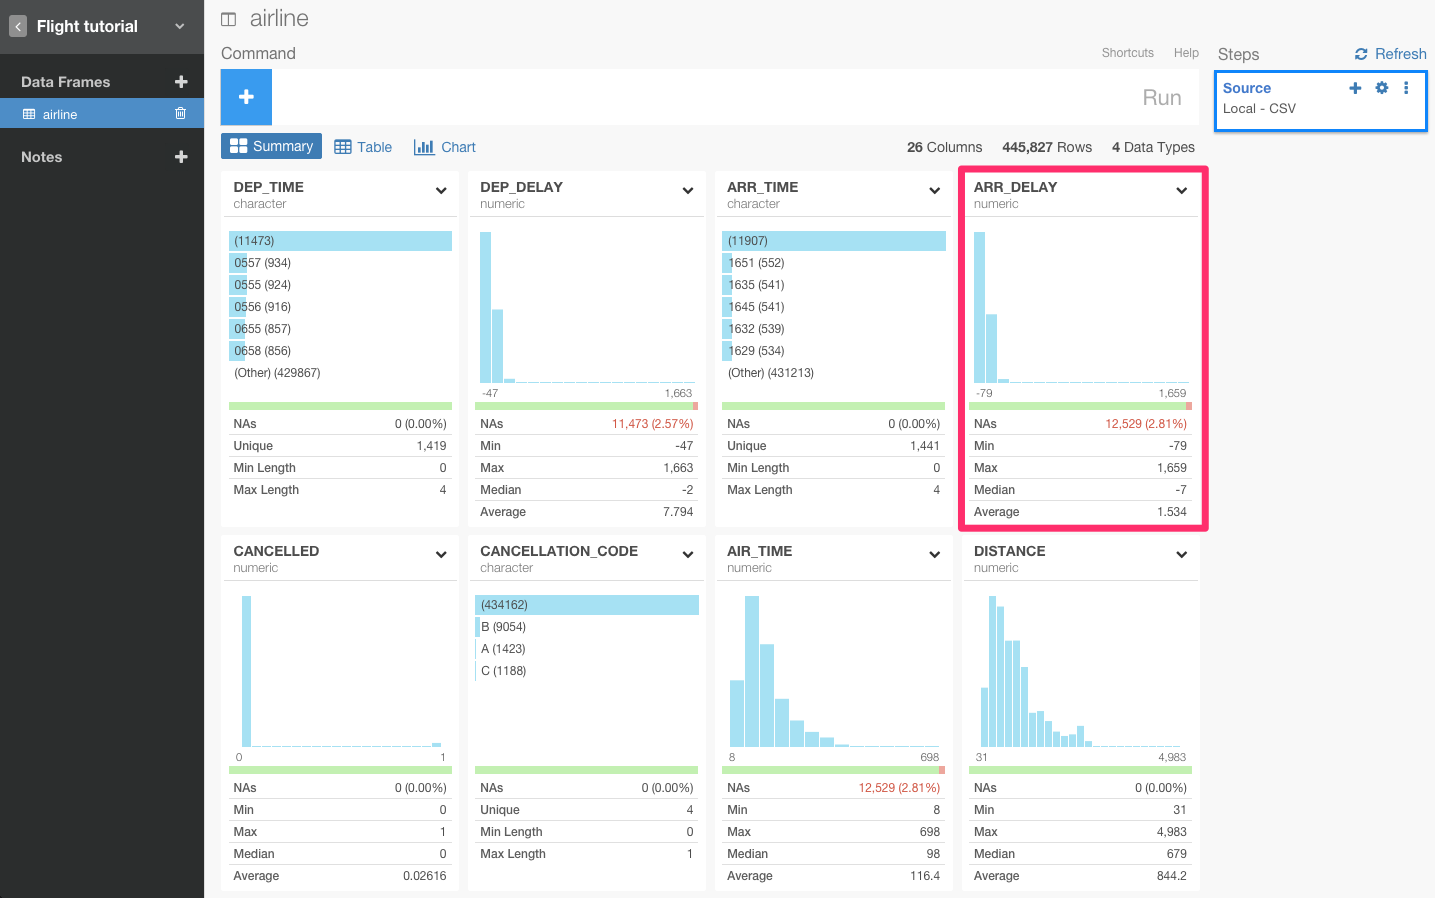 Flight tutorial
Data Frames
airline
Notes
airline
Command
Shortcuts Help
Run
Summary Table Chart
26 Columns 445,827 Rows 4 Data Types
Steps Refresh
Source
Local - CSV
DEP_TIME
character
(11473)
0557 (934)
0555 (924)
0556 (916)
0655 (857)
0658 (856)
(Other) (429867)
NAs 0 (0.00%)
Unique 1,419
Min Length 0
Max Length 4
DEP_DELAY
numeric
-47 1,663
NAs 11,473 (2.57%)
Min -47
Max 1,663
Median -2
Average 7.794
ARR_TIME
character
(11907)
1651 (552)
1635 (541)
1645 (541)
1632 (539)
1629 (534)
(Other) (431213)
NAs 0 (0.00%)
Unique 1,441
Min Length 0
Max Length 4
ARR_DELAY
numeric
-79 1,659
NAs 12,529 (2.81%)
Min -79
Max 1,659
Median -7
Average 1.534
CANCELLED
numeric
0 1
NAs 0 (0.00%)
Min 0
Max 1
Median 0
Average 0.02616
CANCELLATION_CODE
character
(434162)
B (9054)
A (1423)
C (1188)
NAs 0 (0.00%)
Unique 4
Min Length 0
Max Length 1
AIR_TIME
numeric
8 698
NAs 12,529 (2.81%)
Min 8
Max 698
Median 98
Average 116.4
DISTANCE
numeric
31 4,983
NAs 0 (0.00%)
Min 31
Max 4,983
Median 679
Average 844.2